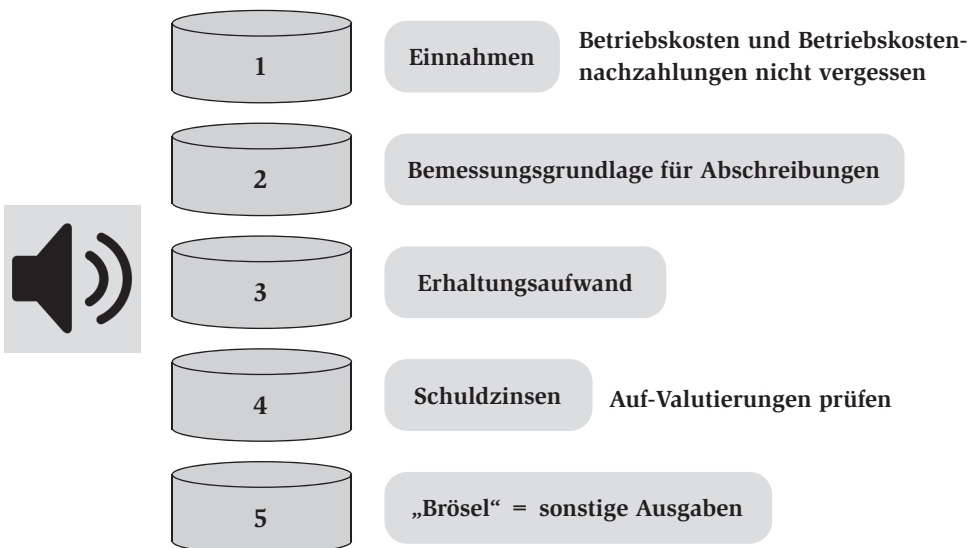 1
Einnahmen
Betriebskosten und Betriebskosten-
nachzahlungen nicht vergessen
2
Bemessungsgrundlage für Abschreibungen
3
Erhaltungsaufwand
4
Schuldzinsen
Auf-Valutierungen prüfen
5
„Brösel“ = sonstige Ausgaben